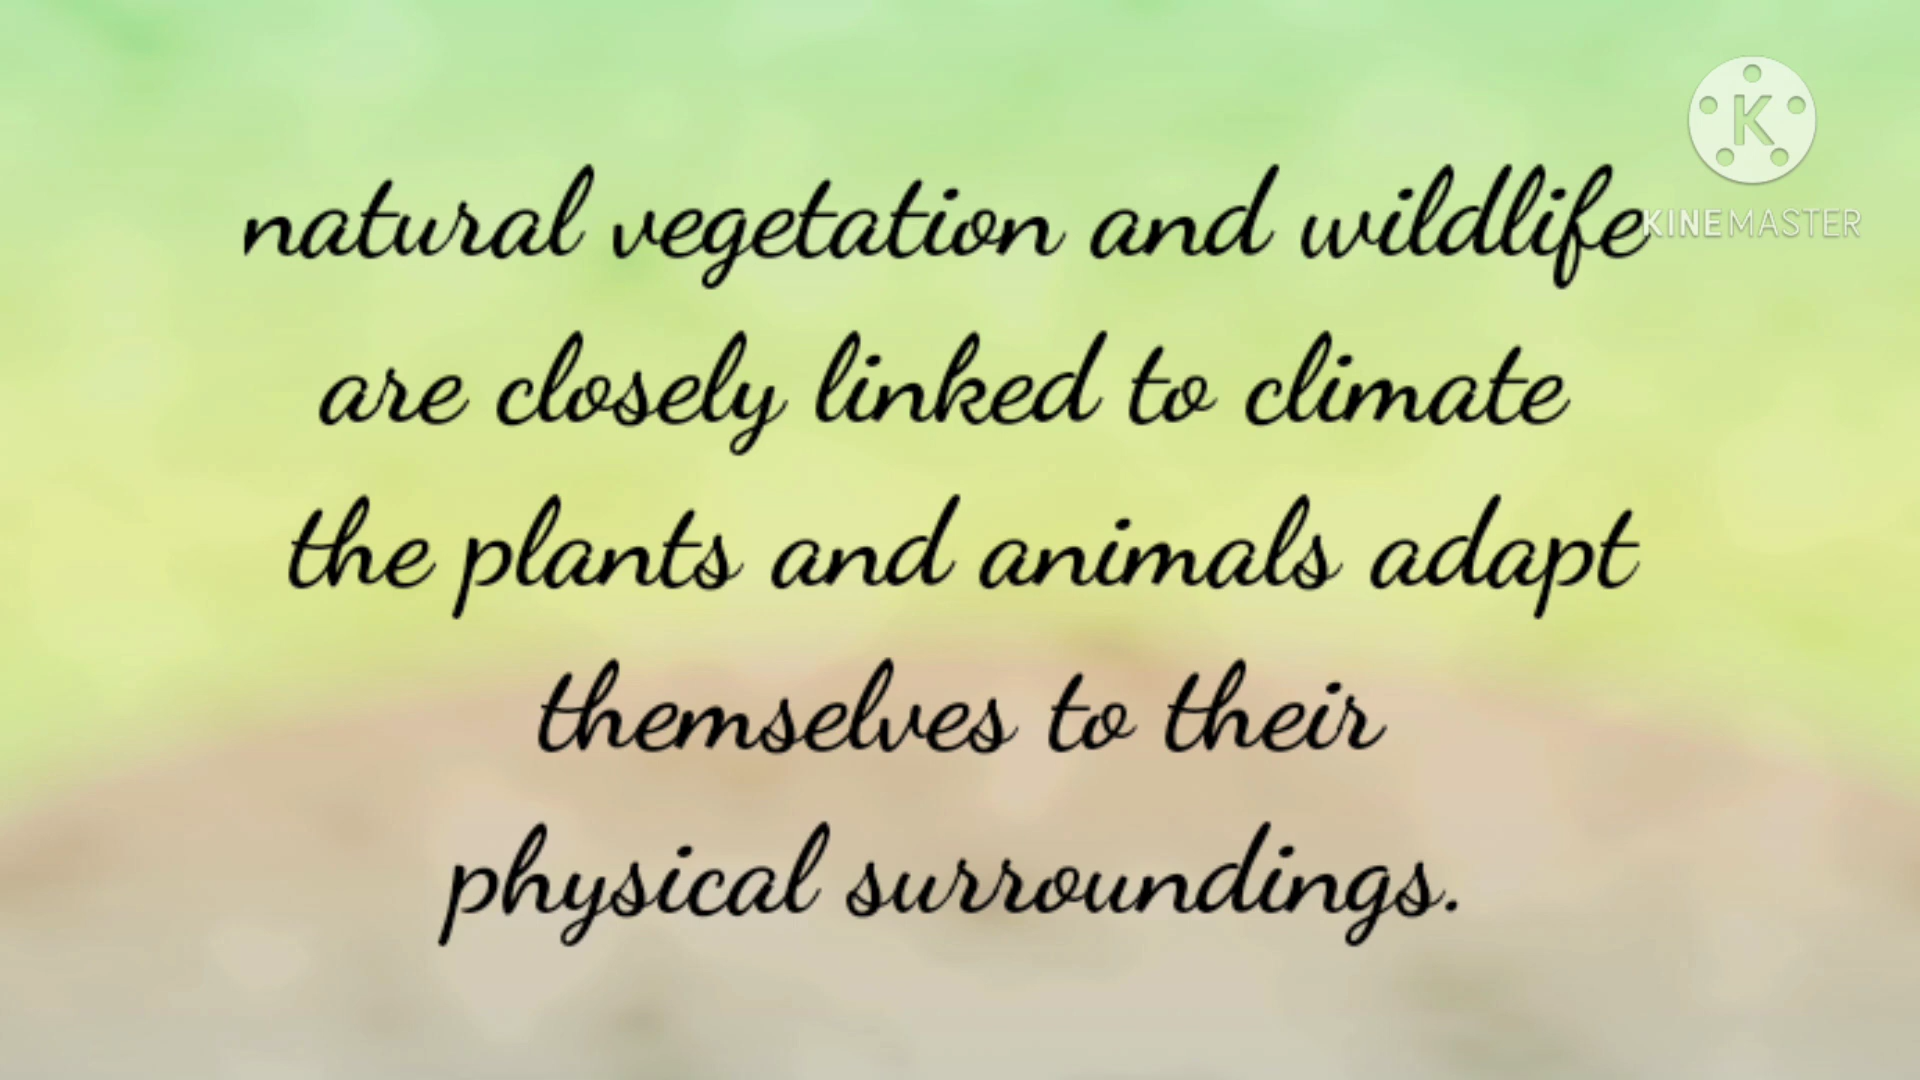 K
KINEMASTER
natural vegetation and wildlife
are closely linked to climate
the plants and animals adapt
themselves to their
physical surroundings.